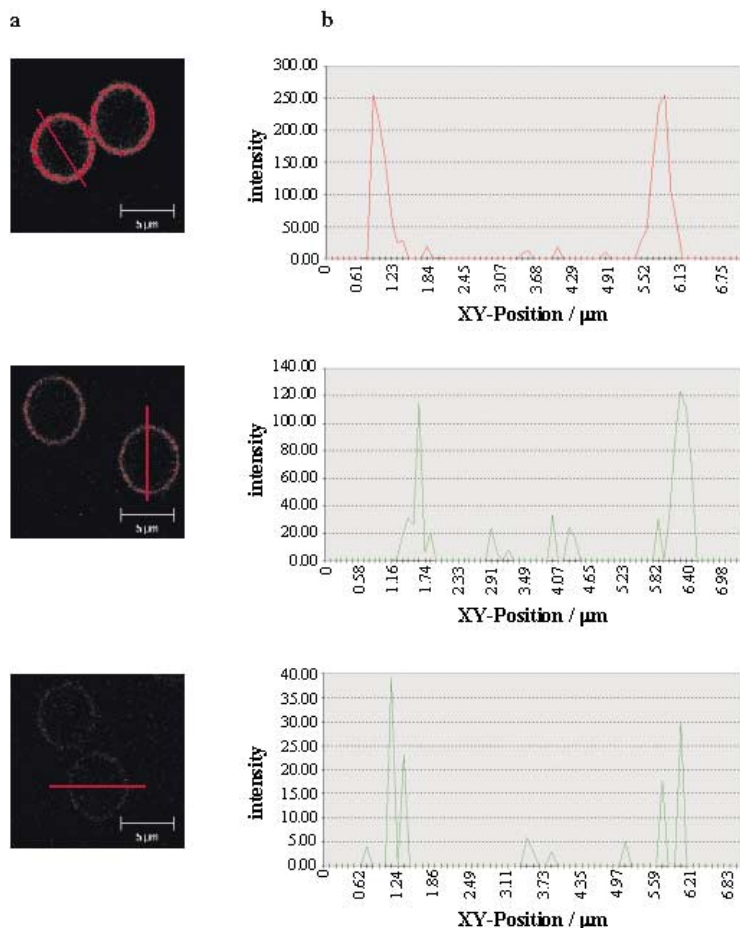 a
b
5 µm
300.00
250.00
200.00
150.00
100.00
50.00
0.00
intensity
0 0.61 1.23 1.84 2.45 3.07 3.68 4.29 4.91 5.52 6.13 6.75
XY-Position / µm
5 µm
140.00
120.00
100.00
80.00
60.00
40.00
20.00
0.00
intensity
0 0.58 1.16 1.74 2.33 2.91 3.49 4.07 4.65 5.23 5.82 6.40 6.98
XY-Position / µm
5 µm
40.00
35.00
30.00
25.00
20.00
15.00
10.00
5.00
0.00
intensity
0 0.62 1.24 1.86 2.49 3.11 3.73 4.35 4.97 5.59 6.21 6.83
XY-Position / µm